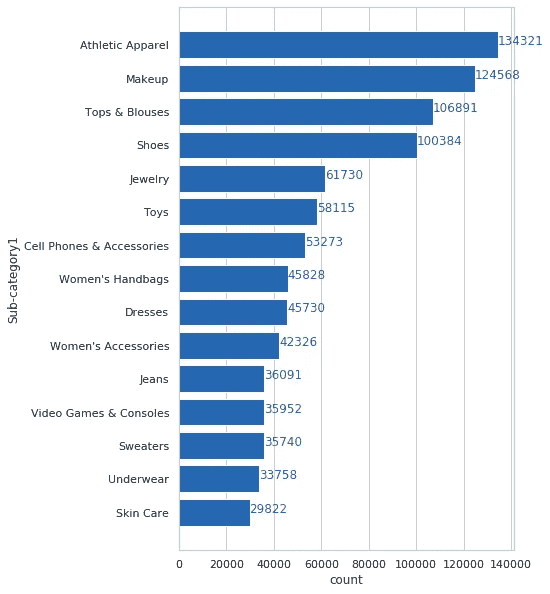 Athletic Apparel 134321
Makeup 124568
Tops & Blouses 106891
Shoes 100384
Jewelry 61730
Toys 58115
Cell Phones & Accessories 53273
Women's Handbags 45828
Dresses 45730
Women's Accessories 42326
Jeans 36091
Video Games & Consoles 35952
Sweaters 35740
Underwear 33758
Skin Care 29822
Sub-category1
0 20000 40000 60000 80000 100000 120000 140000
count